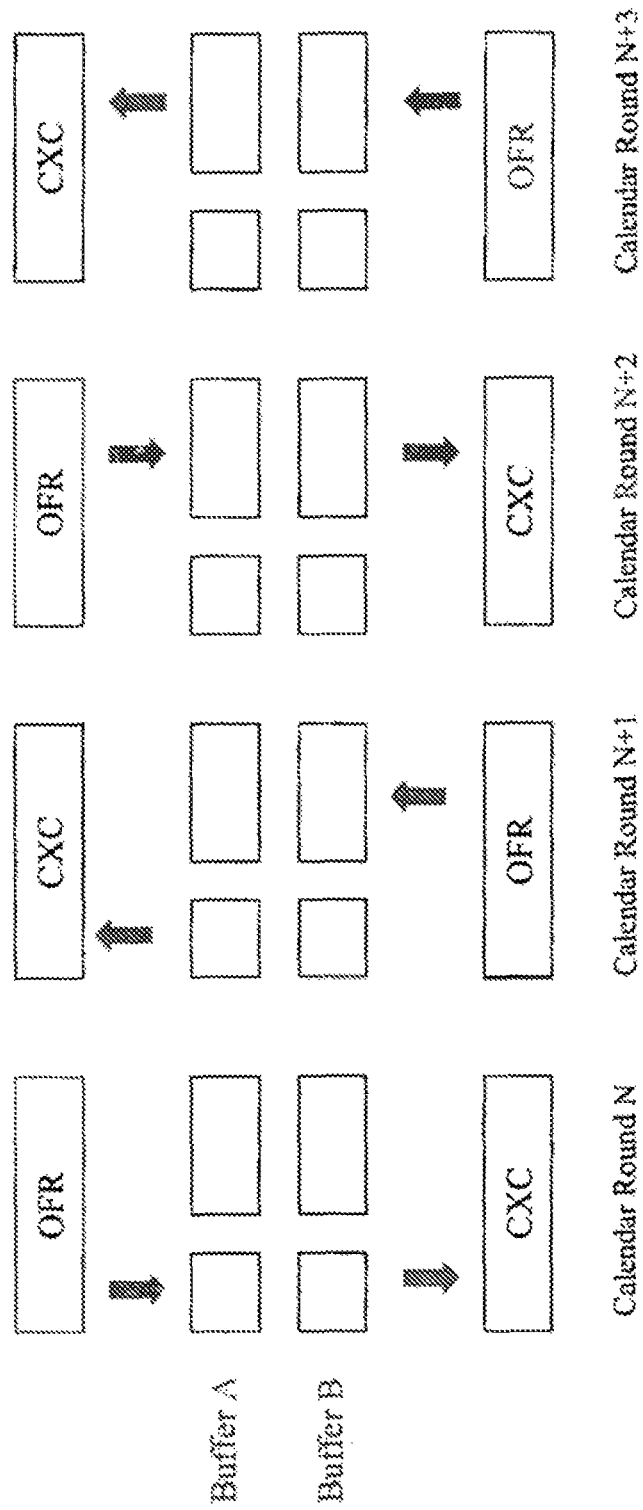 OFR CXC OFR CXC
Buffer A
Buffer B
CXC OFR CXC OFR
Calendar Round N Calendar Round N+1 Calendar Round N+2 Calendar Round N+3